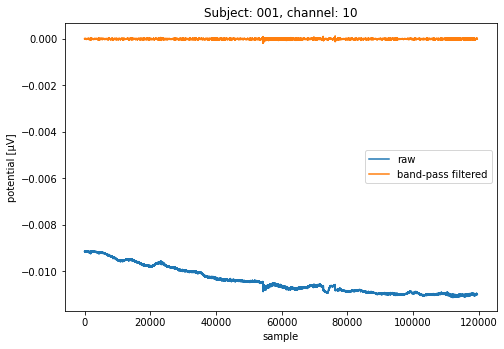 Subject: 001, channel: 10
0.000
−0.002
−0.004
−0.006
−0.008
−0.010
potential [µV]
raw
band-pass filtered
0
20000
40000
60000
80000
100000
120000
sample